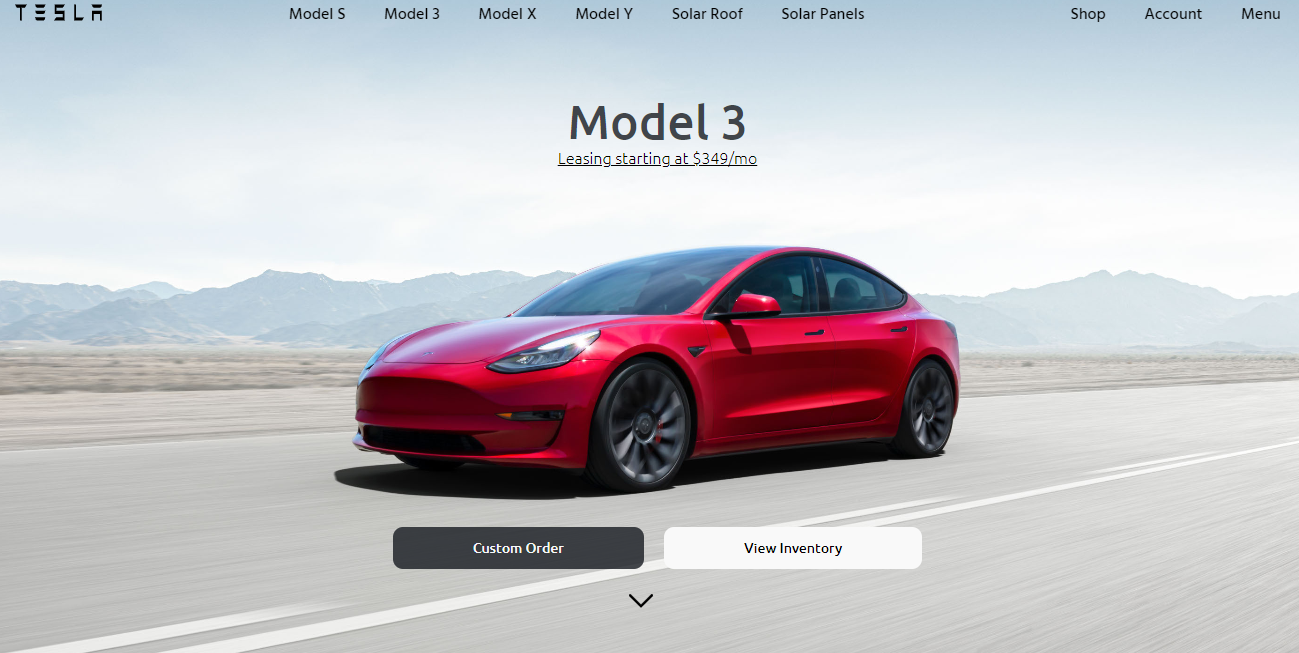 TESLA Model S Model 3 Model X Model Y Solar Roof Solar Panels Shop Account Menu
Model 3
Leasing starting at $349/mo
Custom Order View Inventory